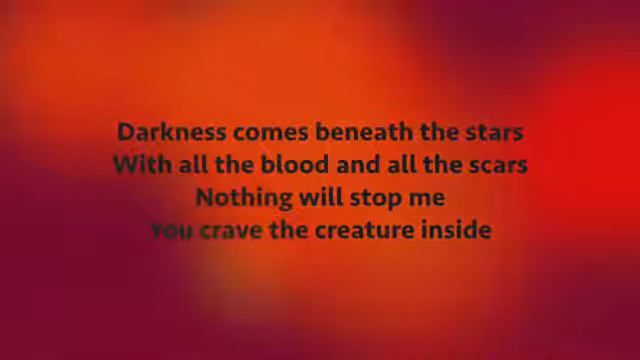 Darkness comes beneath the stars
With all the blood and all the scars
Nothing will stop me
You crave the creature inside